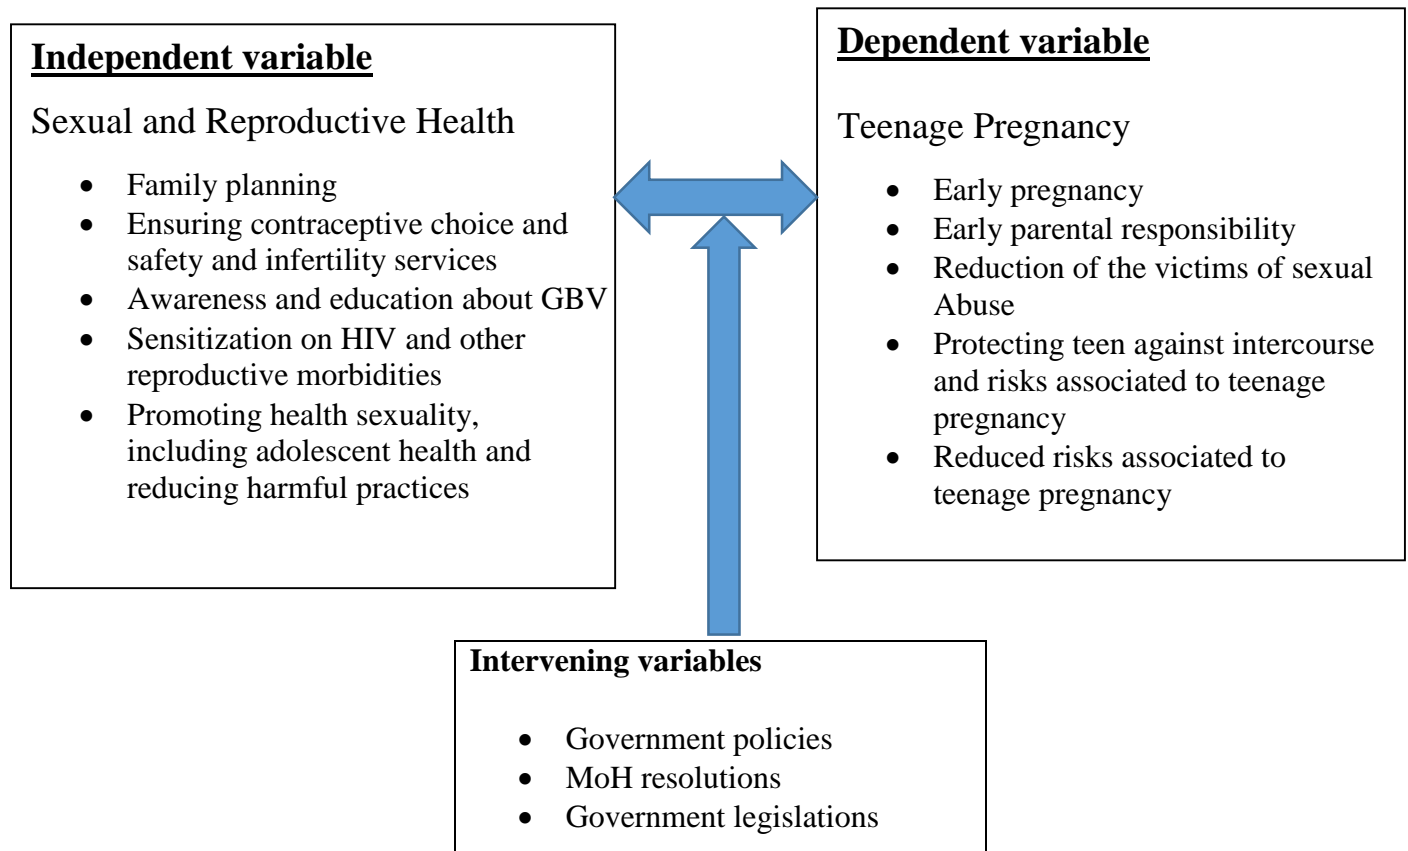 Independent variable
Sexual and Reproductive Health
• Family planning
• Ensuring contraceptive choice and
safety and infertility services
• Awareness and education about GBV
• Sensitization on HIV and other
reproductive morbidities
• Promoting health sexuality,
including adolescent health and
reducing harmful practices
Dependent variable
Teenage Pregnancy
• Early pregnancy
• Early parental responsibility
• Reduction of the victims of sexual
Abuse
• Protecting teen against intercourse
and risks associated to teenage
pregnancy
• Reduced risks associated to
teenage pregnancy
Intervening variables
• Government policies
• MoH resolutions
• Government legislations